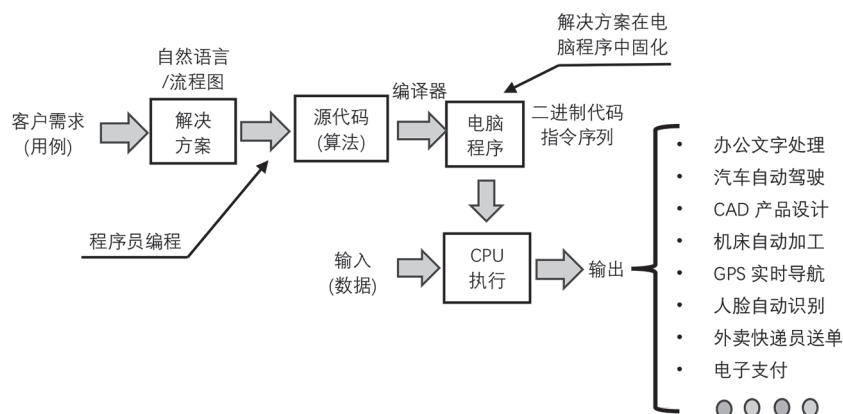 解决方案在电
脑程序中固化
自然语言
/流程图
编译器
客户需求
(用例)
解决
方案
源代码
(算法)
电脑
程序
二进制代码
指令序列
程序员编程
输入
(数据)
CPU
执行
输出
• 办公文字处理
• 汽车自动驾驶
• CAD 产品设计
• 机床自动加工
• GPS 实时导航
• 人脸自动识别
• 外卖快递员送单
• 电子支付